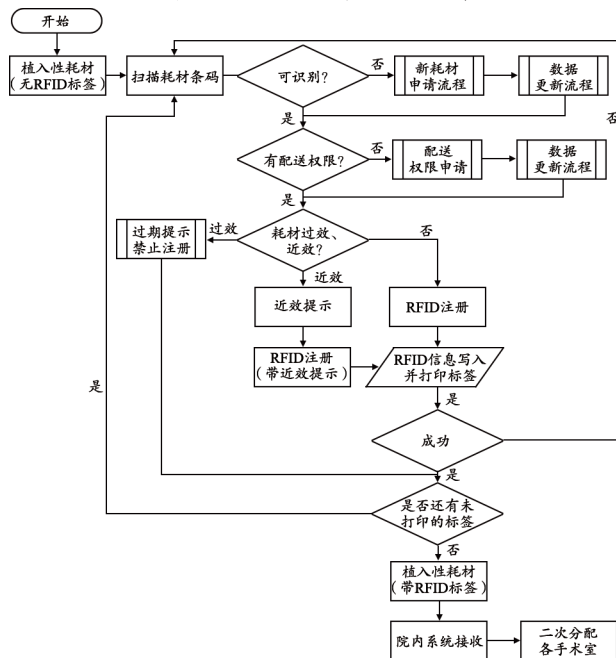 开始
植入性耗材
（无RFID标签）
扫描耗材条码
可识别？
否
新耗材
申请流程
数据
更新流程
是
否
有配送权限？
否
配送
权限申请
数据
更新流程
是
过期提示
禁止注册
过效
耗材过效、
近效？
否
近效
近效提示
RFID注册
RFID注册
（带近效提示）
RFID信息写入
并打印标签
是
是
成功
是
是否还有未
打印的标签
否
植入性耗材
（带RFID标签）
院内系统接收
二次分配
各手术室